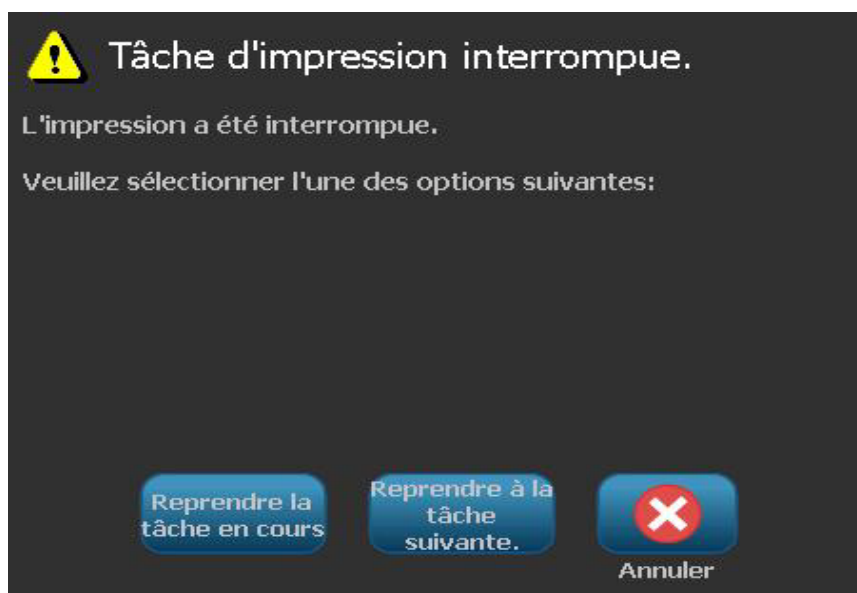 Tâche d'impression interrompue.
L'impression a été interrompue.
Veuillez sélectionner l'une des options suivantes:
Reprendre la
tâche en cours
Reprendre à la
tâche
suivante.
Annuler